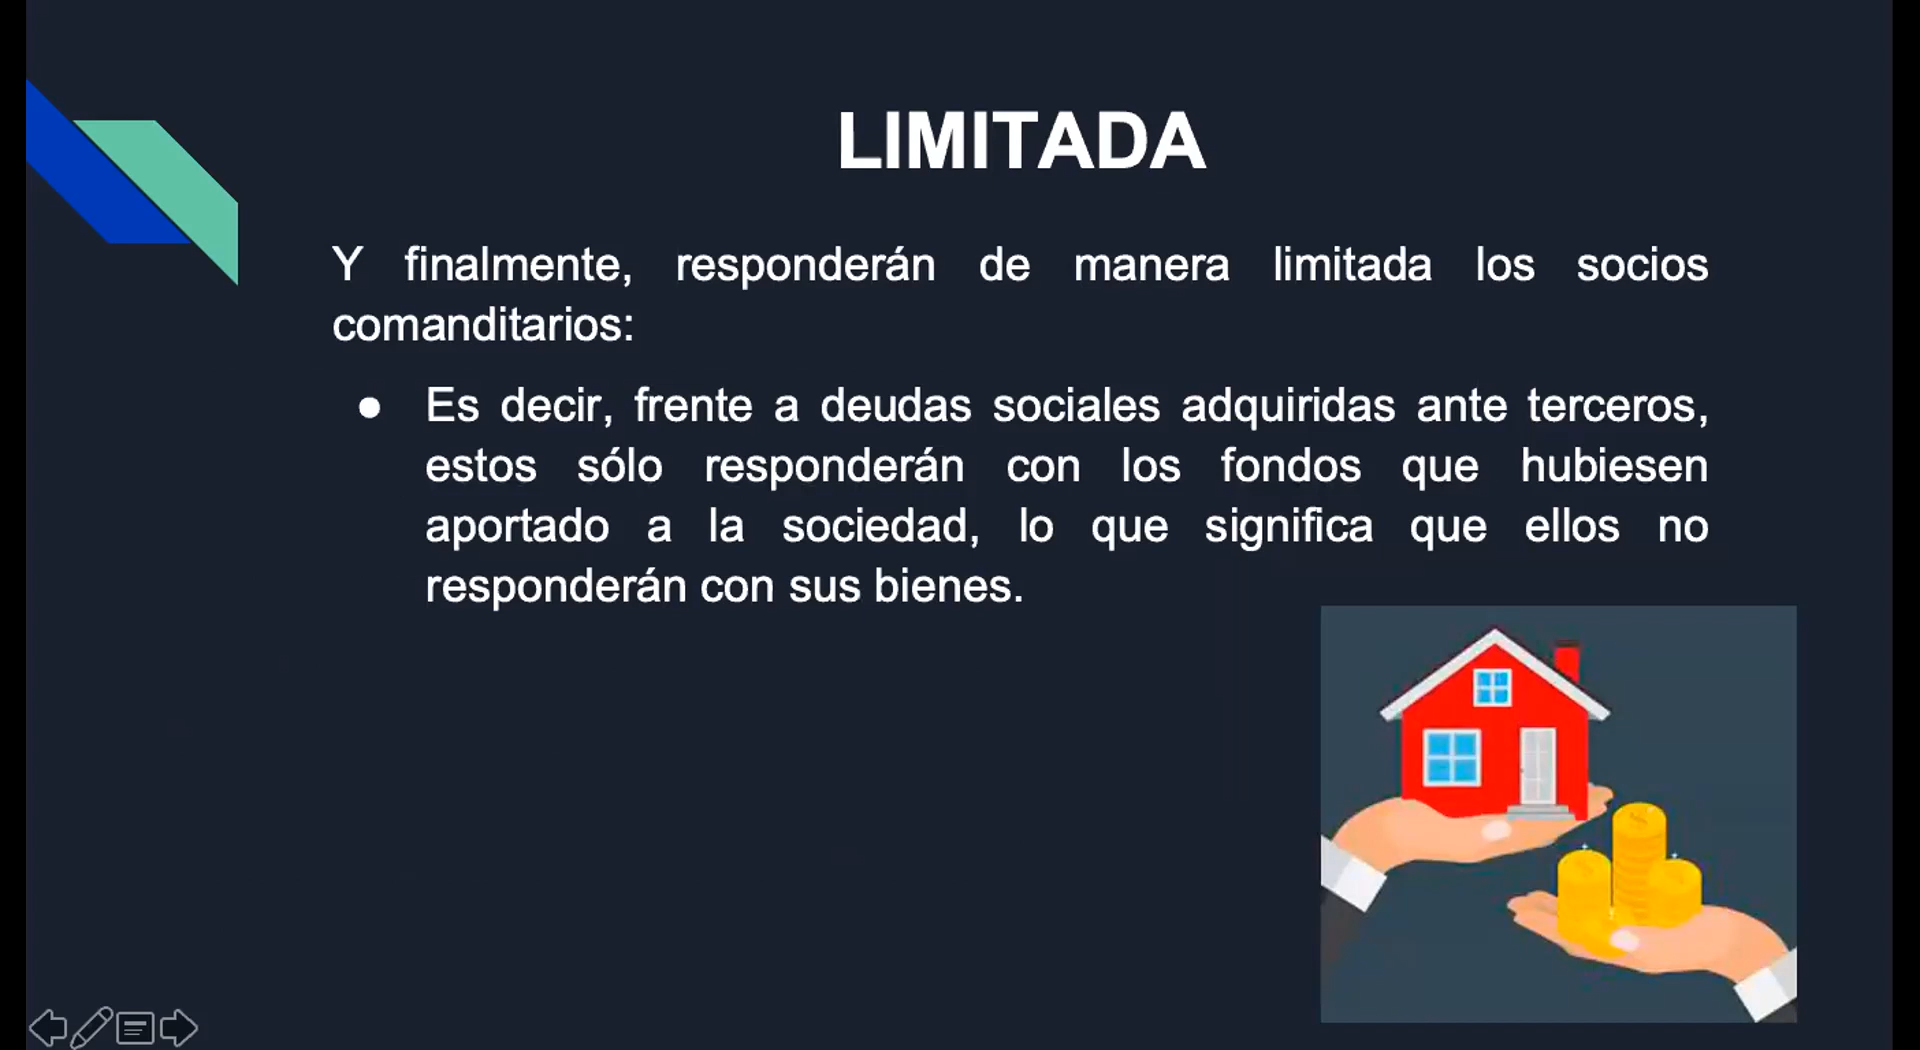 LIMITADA
Y finalmente, responderán de manera limitada los socios
comanditarios:
● Es decir, frente a deudas sociales adquiridas ante terceros,
estos sólo responderán con los fondos que hubiesen
aportado a la sociedad, lo que significa que ellos no
responderán con sus bienes.